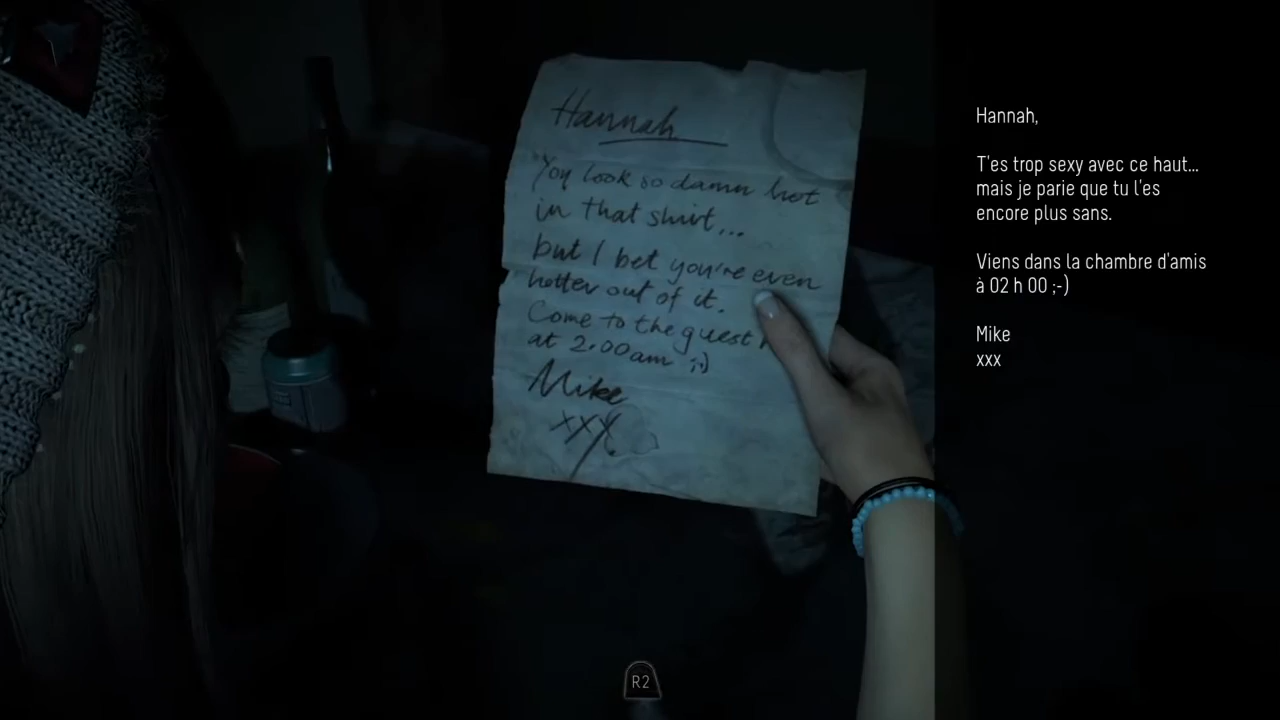 Hannah
You look so damn hot
in that shirt...
but I bet you're even
hotter out of it.
Come to the guest
at 2.00am ;)
Mike
xxx
Hannah,
T'es trop sexy avec ce haut...
mais je parie que tu l'es
encore plus sans.
Viens dans la chambre d'amis
à 02 h 00 ;-)
Mike
xxx
R2